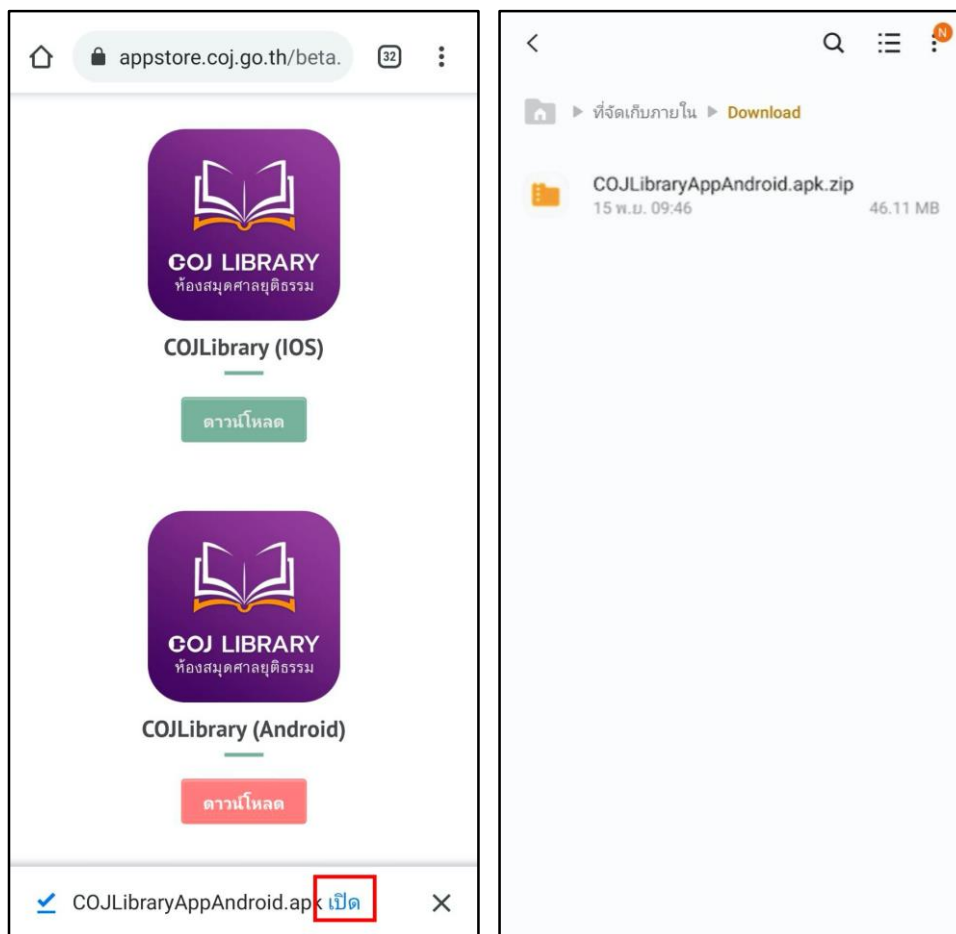 appstore.coj.go.th/beta.
32
COJ LIBRARY
ห้องสมุดศาลยุติธรรม
COJLibrary (IOS)
ดาวน์โหลด
COJ LIBRARY
ห้องสมุดศาลยุติธรรม
COJLibrary (Android)
ดาวน์โหลด
COJLibraryAppAndroid.apk เปิด
N
ที่จัดเก็บภายใน Download
COJLibraryAppAndroid.apk.zip
15 พ.ย. 09:46 46.11 MB